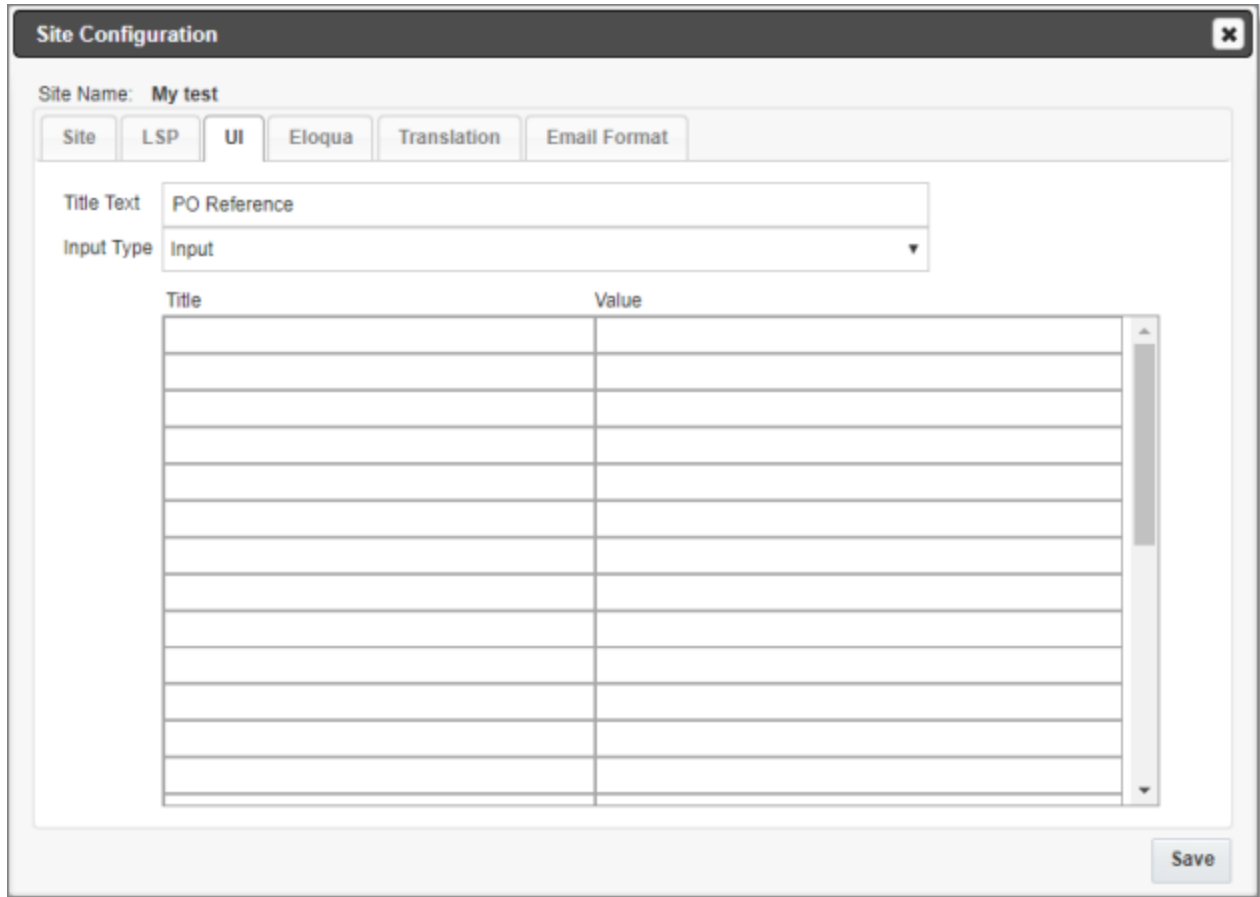 Site Configuration
Site Name: My test
Site LSP UI Eloqua Translation Email Format
Title Text PO Reference
Input Type Input
Title Value
Save